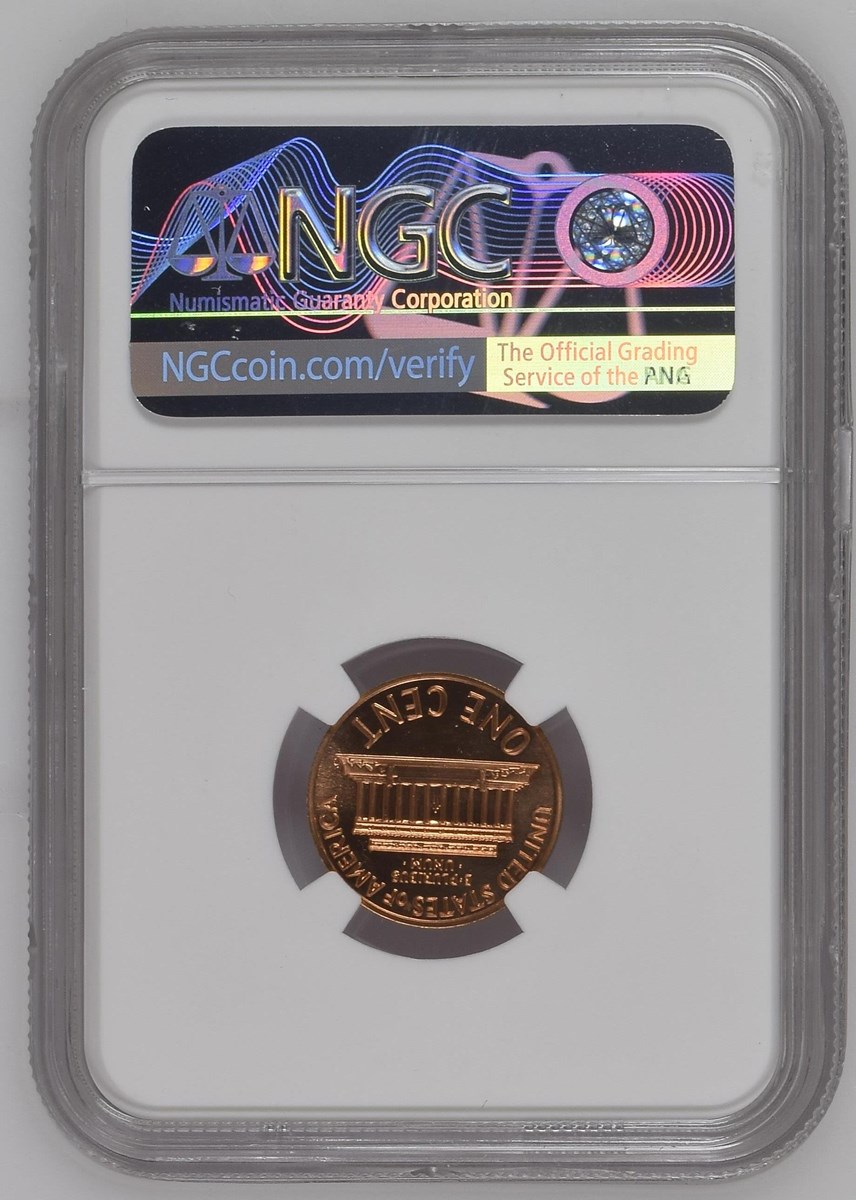 NGC
Numismatic Guaranty Corporation
NGCcoin.com/verify
The Official Grading
Service of the ANA
UNITED STATES OF AMERICA
E·PLURIBUS
·UNUM·
ONE CENT